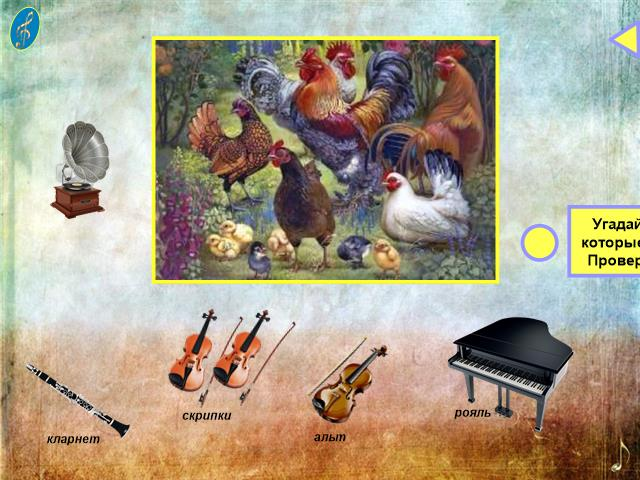 Угадай
которые
Провер
скрипки
рояль
альт
кларнет